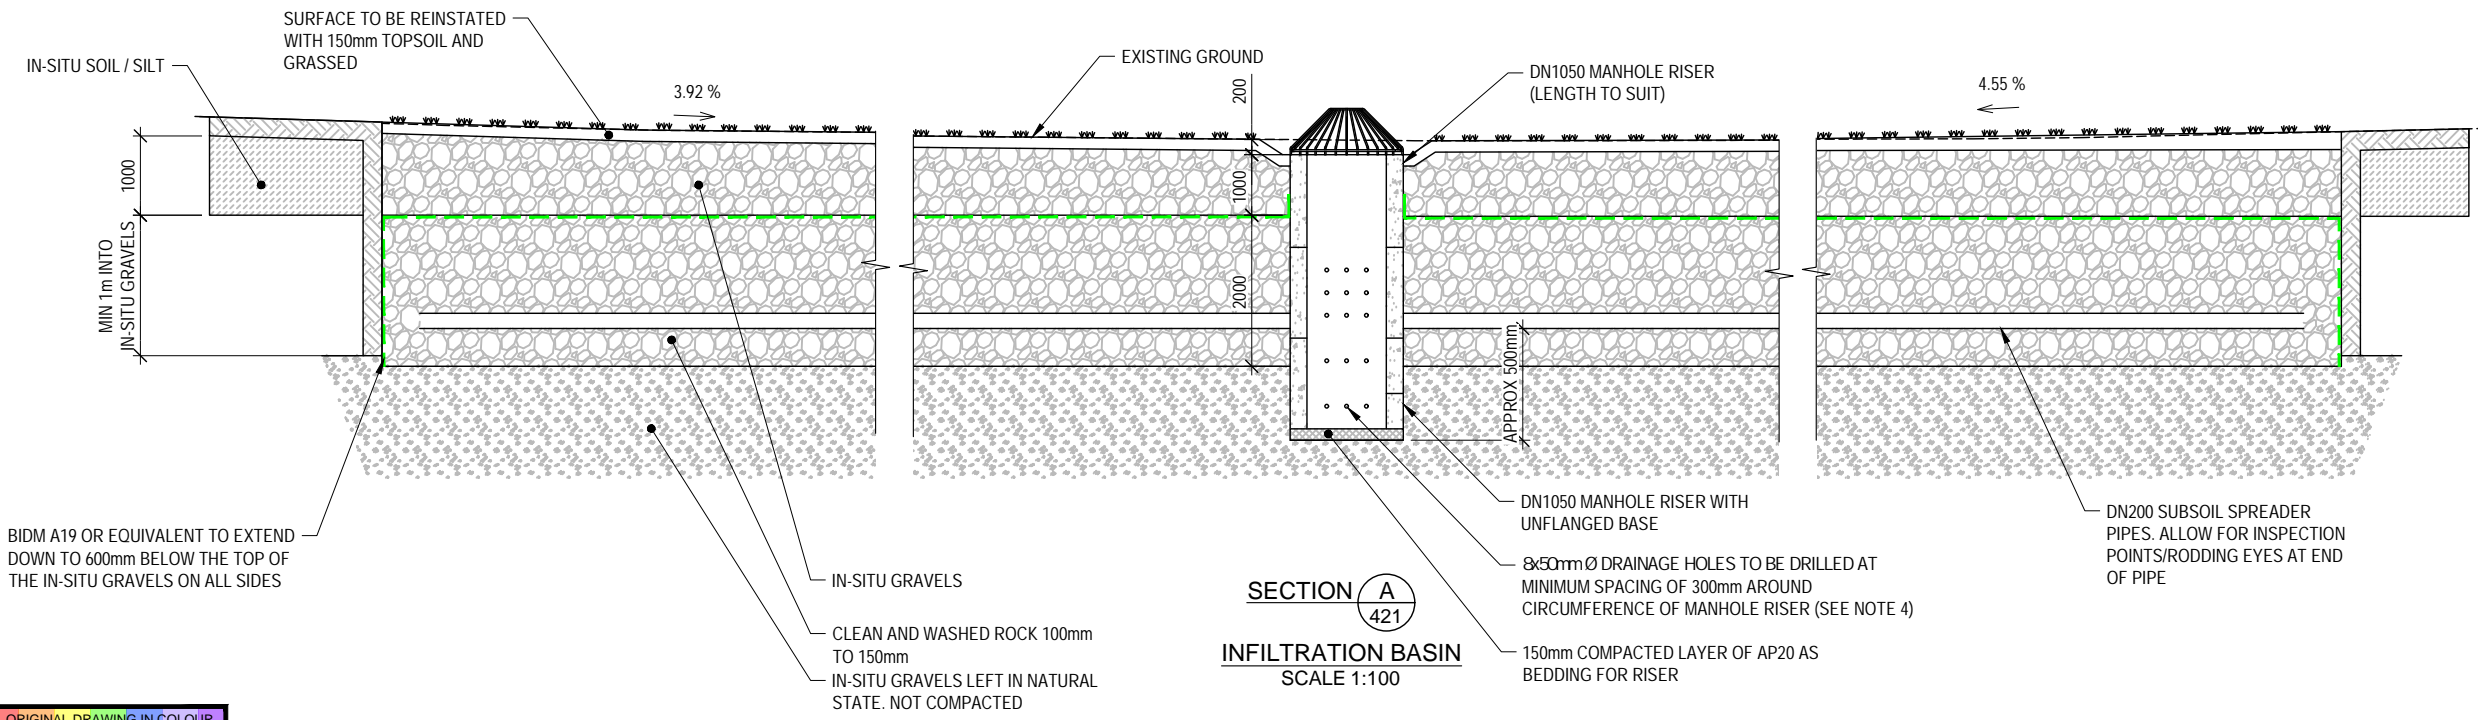 SURFACE TO BE REINSTATED
WITH 150mm TOPSOIL AND
GRASSED
IN-SITU SOIL / SILT
3.92 %
EXISTING GROUND
200
DN1050 MANHOLE RISER
(LENGTH TO SUIT)
4.55 %
1000
MIN 1m INTO
IN-SITU GRAVELS
1000
2000
APPROX 500mm
BIDM A19 OR EQUIVALENT TO EXTEND
DOWN TO 600mm BELOW THE TOP OF
THE IN-SITU GRAVELS ON ALL SIDES
IN-SITU GRAVELS
CLEAN AND WASHED ROCK 100mm
TO 150mm
IN-SITU GRAVELS LEFT IN NATURAL
STATE. NOT COMPACTED
SECTION A
421
INFILTRATION BASIN
SCALE 1:100
DN1050 MANHOLE RISER WITH
UNFLANGED BASE
8x50mm Ø DRAINAGE HOLES TO BE DRILLED AT
MINIMUM SPACING OF 300mm AROUND
CIRCUMFERENCE OF MANHOLE RISER (SEE NOTE 4)
150mm COMPACTED LAYER OF AP20 AS
BEDDING FOR RISER
DN200 SUBSOIL SPREADER
PIPES. ALLOW FOR INSPECTION
POINTS/RODDING EYES AT END
OF PIPE
ORIGINAL DRAWING IN COLOUR